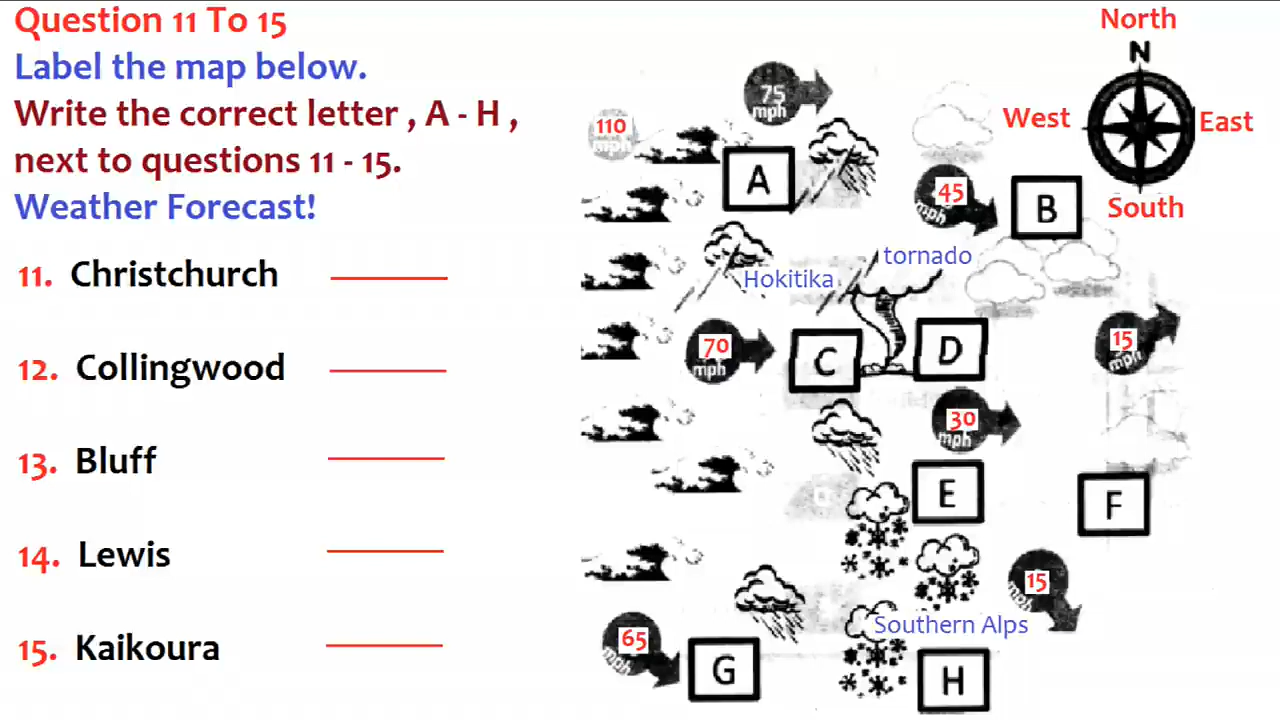 Question 11 To 15
Label the map below.
Write the correct letter , A - H ,
next to questions 11 - 15.
Weather Forecast!
11. Christchurch
12. Collingwood
13. Bluff
14. Lewis
15. Kaikoura
North
N
West
East
South
75 mph
110 mph
A
45 mph
B
tornado
Hokitika
70 mph
C
D
15 mph
30 mph
E
F
15 mph
Southern Alps
65 mph
G
H